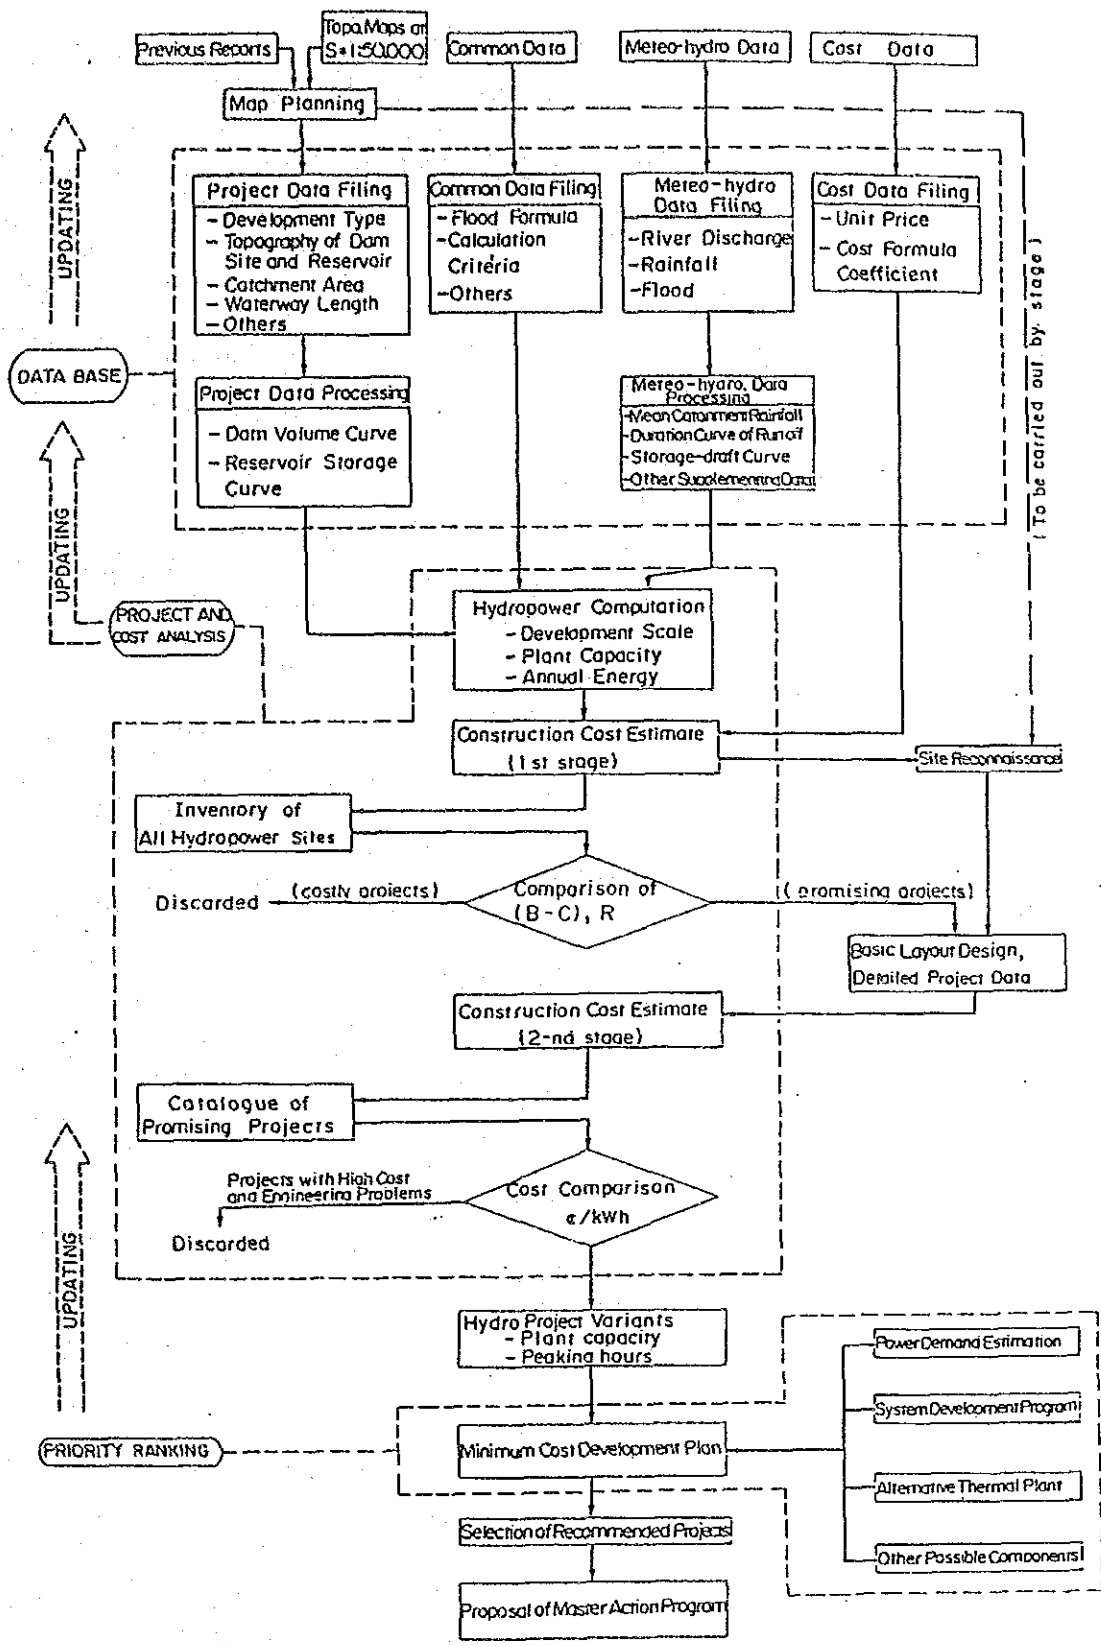 Previous Reports
Topo. Maps on
S=1:50,000
Common Data
Meteo-hydro Data
Cost Data
Map Planning
UPDATING
Project Data Filing
- Development Type
- Topography of Dam
Site and Reservoir
- Catchment Area
- Waterway Length
- Others
Common Data Filing
- Flood Formula
- Calculation
Criteria
- Others
Meteo-hydro
Data Filing
- River Discharge
- Rainfall
- Flood
Cost Data Filing
- Unit Price
- Cost Formula
Coefficient
(To be carried out by stage)
DATA BASE
Project Data Processing
- Dam Volume Curve
- Reservoir Storage
Curve
Meteo-hydro. Data
Processing
- Mean Catchment Rainfall
- Duration Curve of Runoff
- Storage-draft Curve
- Other Supplementing Data
UPDATING
PROJECT AND
COST ANALYSIS
Hydropower Computation
- Development Scale
- Plant Capacity
- Annual Energy
Construction Cost Estimate
(1st stage)
Site Reconnaissance
Inventory of
All Hydropower Sites
Discarded
(costly projects)
Comparison of
(B-C), R
(promising projects)
Basic Layout Design,
Detailed Project Data
Construction Cost Estimate
(2-nd stage)
Catalogue of
Promising Projects
Projects with High Cost
and Engineering Problems
Cost Comparison
¢/kWh
Discarded
UPDATING
Hydro Project Variants
- Plant capacity
- Peaking hours
Power Demand Estimation
System Development Program
PRIORITY RANKING
Minimum Cost Development Plan
Alternative Thermal Plant
Selection of Recommended Projects
Other Possible Components
Proposal of Master Action Program